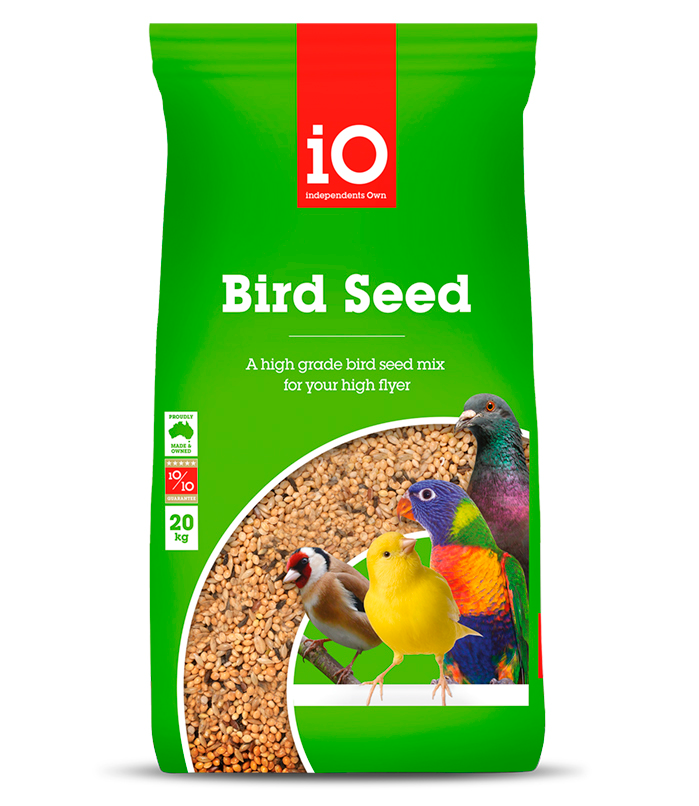 iO
independents Own
Bird Seed
A high grade bird seed mix
for your high flyer
PROUDLY
MADE &
OWNED
10/10
GUARANTEE
20
kg